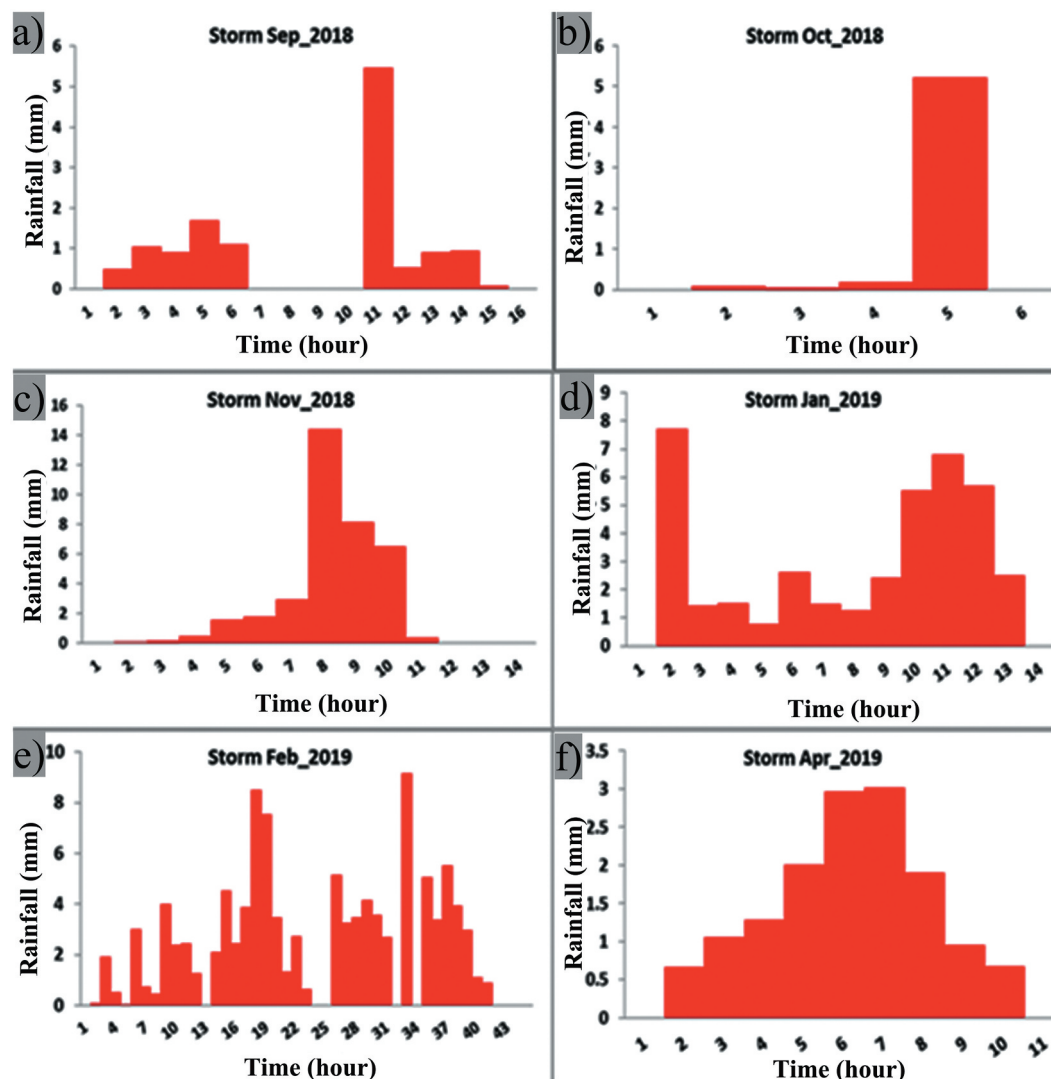 a)
Storm Sep_2018
Rainfall (mm)
6
5
4
3
2
1
0
1 2 3 4 5 6 7 8 9 10 11 12 13 14 15 16
Time (hour)
b)
Storm Oct_2018
Rainfall (mm)
6
5
4
3
2
1
0
1 2 3 4 5 6
Time (hour)
c)
Storm Nov_2018
Rainfall (mm)
16
14
12
10
8
6
4
2
0
1 2 3 4 5 6 7 8 9 10 11 12 13 14
Time (hour)
d)
Storm Jan_2019
Rainfall (mm)
9
8
7
6
5
4
3
2
1
0
1 2 3 4 5 6 7 8 9 10 11 12 13 14
Time (hour)
e)
Storm Feb_2019
Rainfall (mm)
10
8
6
4
2
0
1 4 7 10 13 16 19 22 25 28 31 34 37 40 43
Time (hour)
f)
Storm Apr_2019
Rainfall (mm)
3.5
3
2.5
2
1.5
1
0.5
0
1 2 3 4 5 6 7 8 9 10 11
Time (hour)